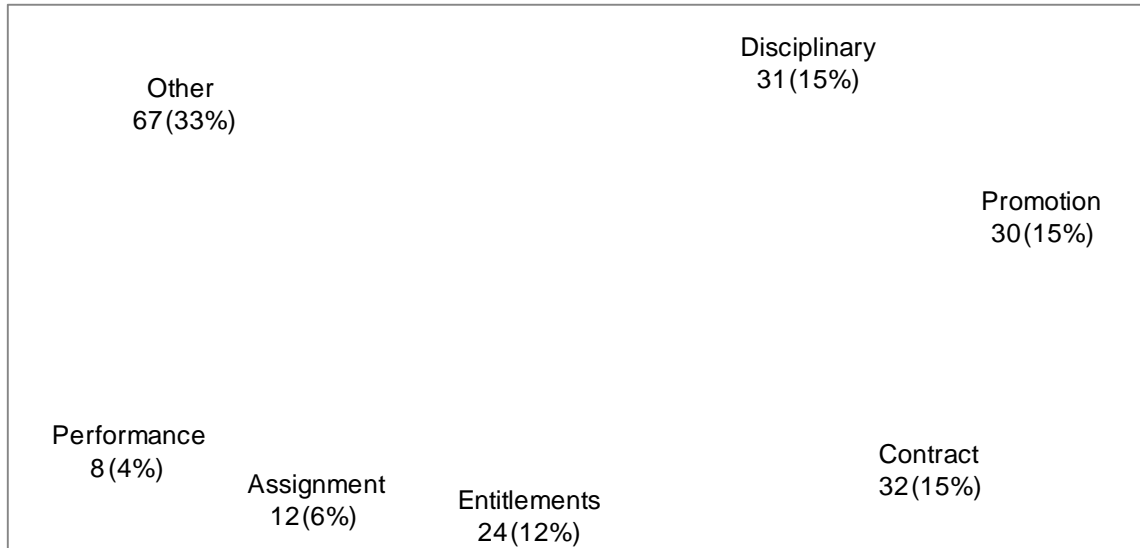 Disciplinary
31(15%)
Other
67(33%)
Promotion
30(15%)
Performance
8(4%)
Contract
32(15%)
Assignment
12(6%)
Entitlements
24(12%)